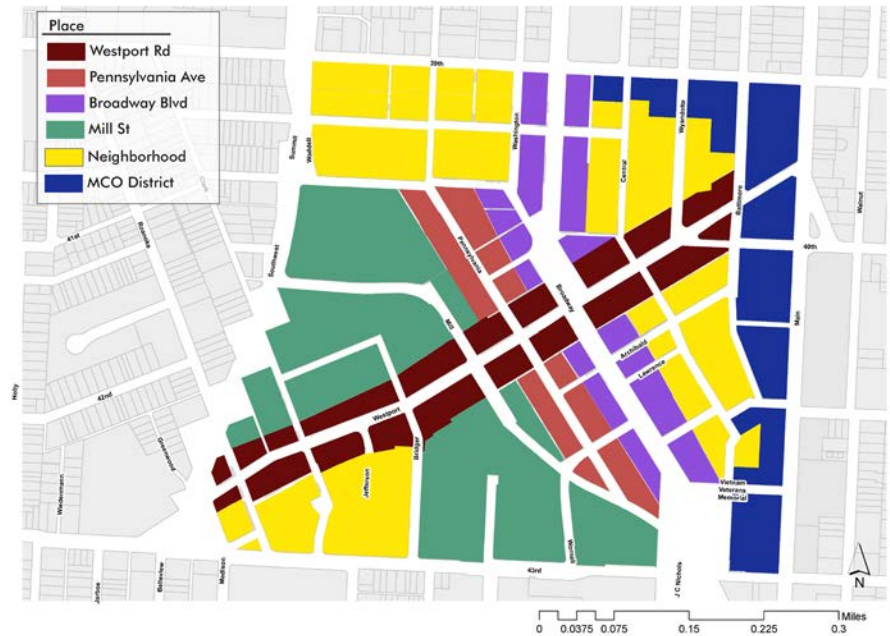 Place
Westport Rd
Pennsylvania Ave
Broadway Blvd
Mill St
Neighborhood
MCO District
39th
Summit
Waddell
Washington
Central
Wyandotte
Baltimore
Walnut
Clark
Roanoke
41st
Southwest
Pennsylvania
40th
Broadway
Mill
Main
Archibald
Lawrence
Holly
42nd
Westport
Greenwood
Bridger
Jefferson
Wiedenmann
Vietnam
Veterans
Memorial
Jarboe
Belleview
Madison
43rd
Wornall
J C Nichols
N
Miles
0 0.0375 0.075 0.15 0.225 0.3